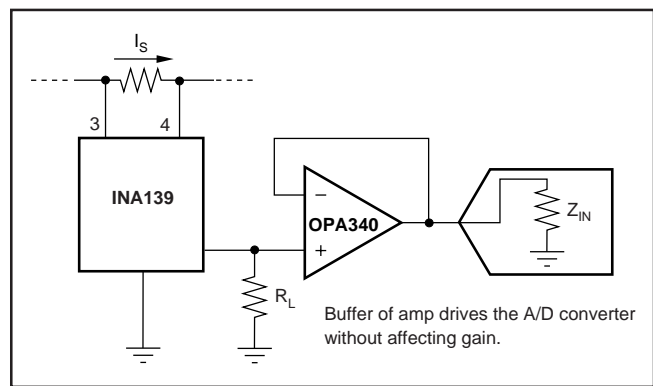 I_S
3 4
INA139
−
OPA340
+
Z_IN
R_L
Buffer of amp drives the A/D converter
without affecting gain.